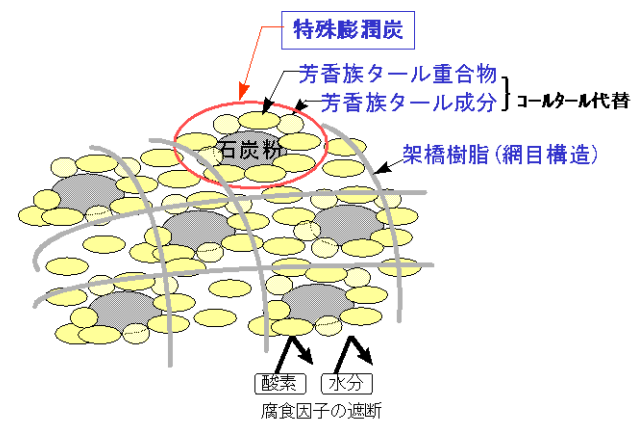 特殊膨潤炭
芳香族タール重合物
芳香族タール成分
コールタール代替
石炭粉
架橋樹脂(網目構造)
酸素
水分
腐食因子の遮断